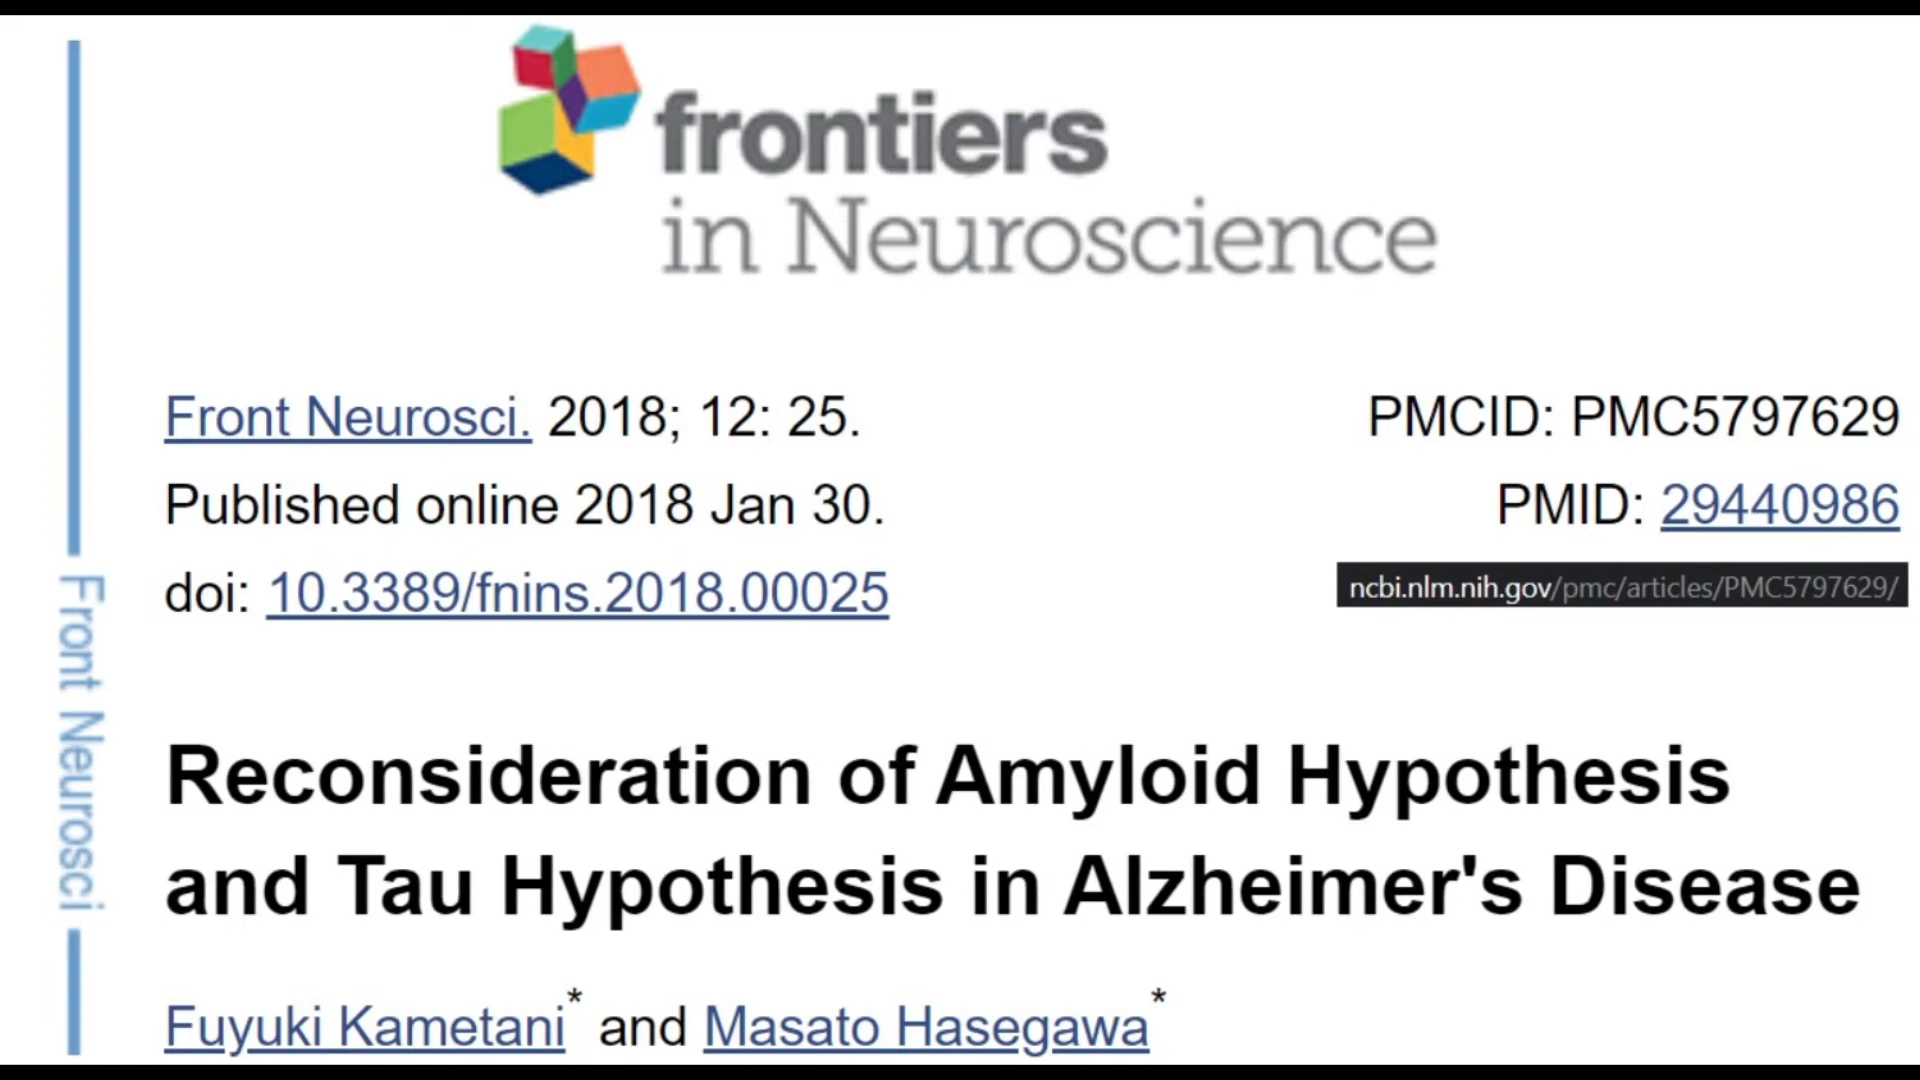 frontiers
in Neuroscience
Front Neurosci. 2018; 12: 25.
PMCID: PMC5797629
Published online 2018 Jan 30.
PMID: 29440986
doi: 10.3389/fnins.2018.00025
ncbi.nlm.nih.gov/pmc/articles/PMC5797629/
Front Neurosci
Reconsideration of Amyloid Hypothesis
and Tau Hypothesis in Alzheimer's Disease
Fuyuki Kametani* and Masato Hasegawa*